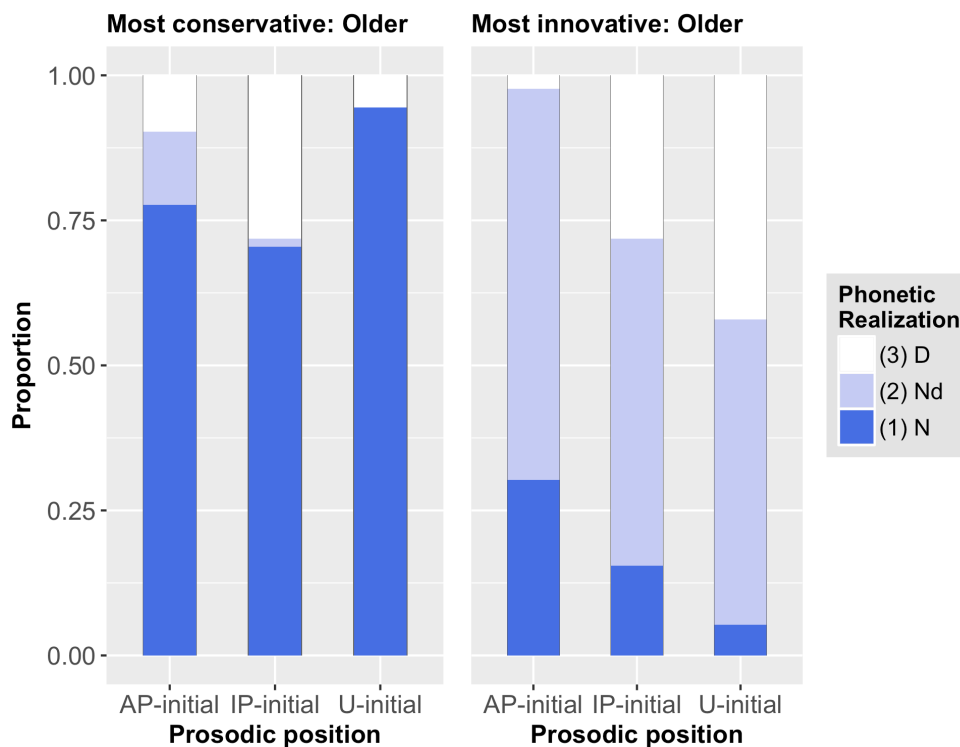 Most conservative: Older
Most innovative: Older
1.00
0.75
0.50
0.25
0.00
Proportion
AP-initial IP-initial U-initial
AP-initial IP-initial U-initial
Prosodic position
Prosodic position
Phonetic
Realization
(3) D
(2) Nd
(1) N